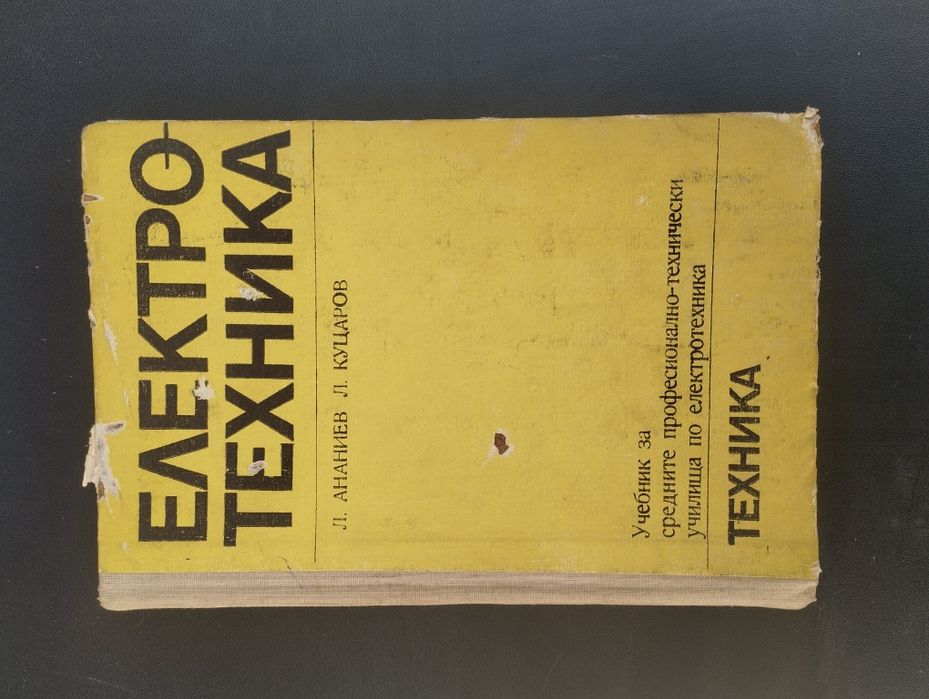 ЕЛЕКТРО-
ТЕХНИКА
Л. АНАНИЕВ Л. КУЦАРОВ
Учебник за
средните професионално-технически
училища по електротехника
ТЕХНИКА